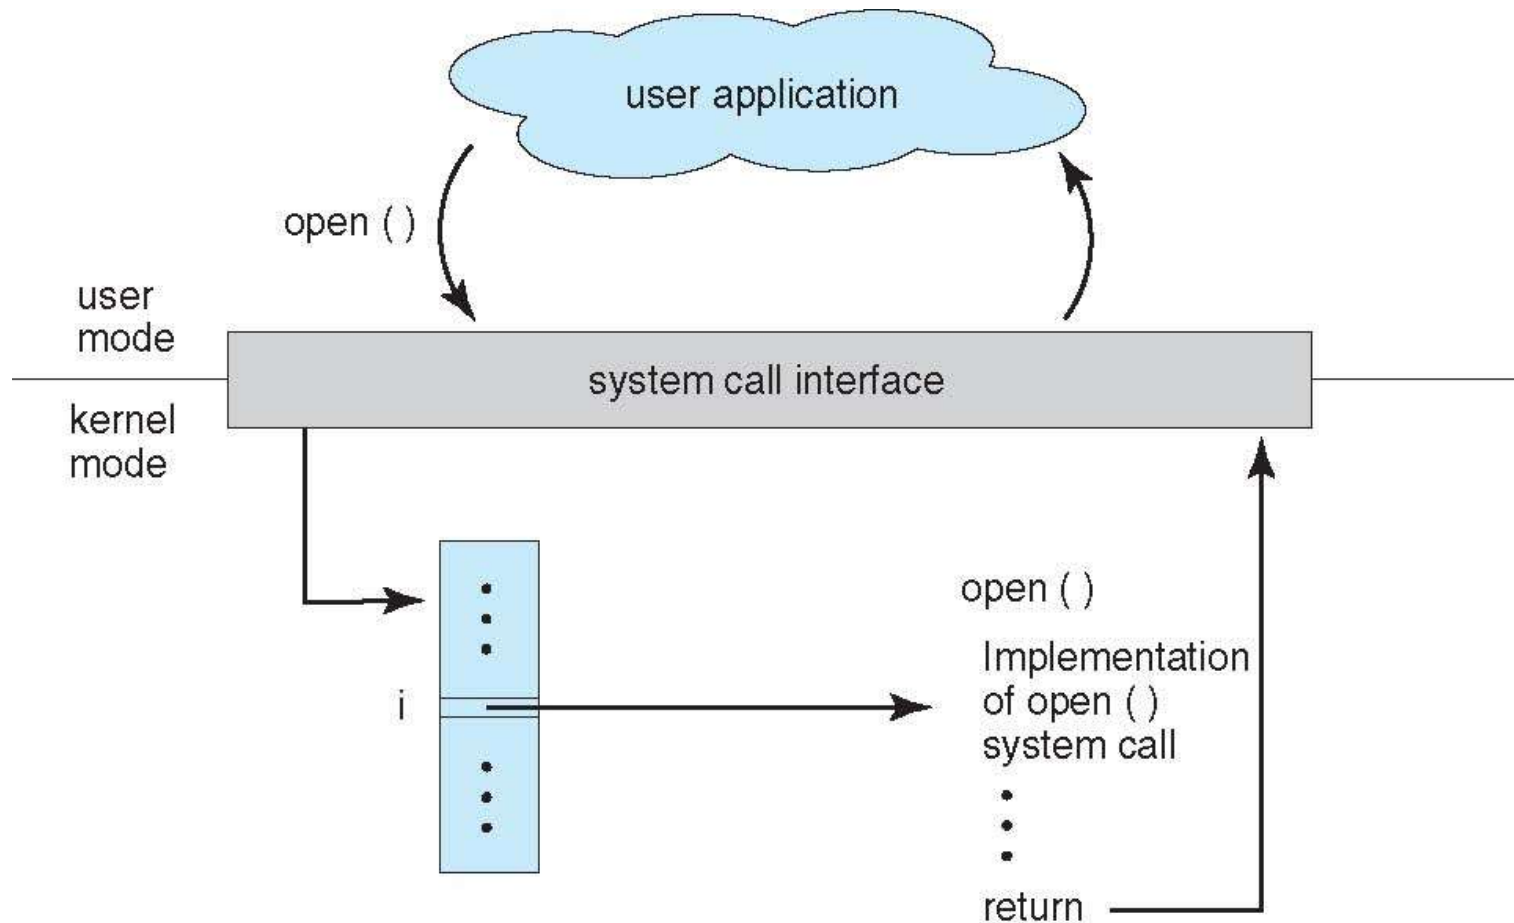 user application
open ( )
user
mode
system call interface
kernel
mode
open ( )
Implementation
of open ( )
system call
i
return